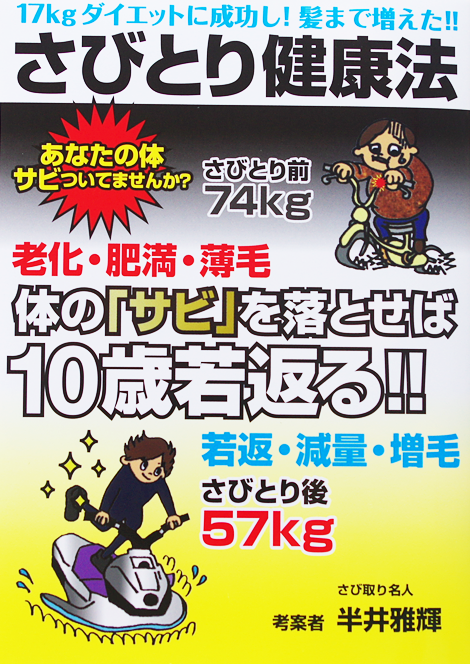 17kgダイエットに成功し!髪まで増えた!!
さびとり健康法
あなたの体
サビついてませんか?
さびとり前
74kg
老化・肥満・薄毛
体の「サビ」を落とせば
10歳若返る!!
若返・減量・増毛
さびとり後
57kg
さび取り名人
考案者 半井雅輝